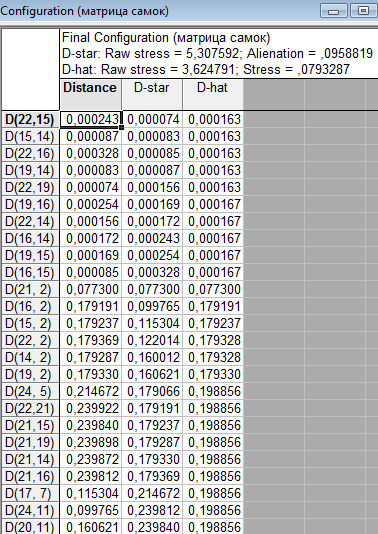 Configuration (матрица самок)
Final Configuration (матрица самок)
D-star: Raw stress = 5,307592; Alienation = ,0958819
D-hat: Raw stress = 3,624791; Stress = ,0793287
Distance D-star D-hat
D(22,15) 0,000243 0,000074 0,000163
D(15,14) 0,000087 0,000083 0,000163
D(22,16) 0,000328 0,000085 0,000163
D(19,14) 0,000083 0,000087 0,000163
D(22,19) 0,000074 0,000156 0,000163
D(19,16) 0,000254 0,000169 0,000167
D(22,14) 0,000156 0,000172 0,000167
D(16,14) 0,000172 0,000243 0,000167
D(19,15) 0,000169 0,000254 0,000167
D(16,15) 0,000085 0,000328 0,000167
D(21, 2) 0,077300 0,077300 0,077300
D(16, 2) 0,179191 0,099765 0,179191
D(15, 2) 0,179237 0,115304 0,179237
D(22, 2) 0,179369 0,122014 0,179328
D(14, 2) 0,179287 0,160012 0,179328
D(19, 2) 0,179330 0,160621 0,179330
D(24, 5) 0,214672 0,179066 0,198856
D(22,21) 0,239922 0,179191 0,198856
D(21,15) 0,239840 0,179237 0,198856
D(21,19) 0,239898 0,179287 0,198856
D(21,14) 0,239872 0,179330 0,198856
D(21,16) 0,239812 0,179369 0,198856
D(17, 7) 0,115304 0,214672 0,198856
D(24,11) 0,099765 0,239812 0,198856
D(20,11) 0,160621 0,239840 0,198856